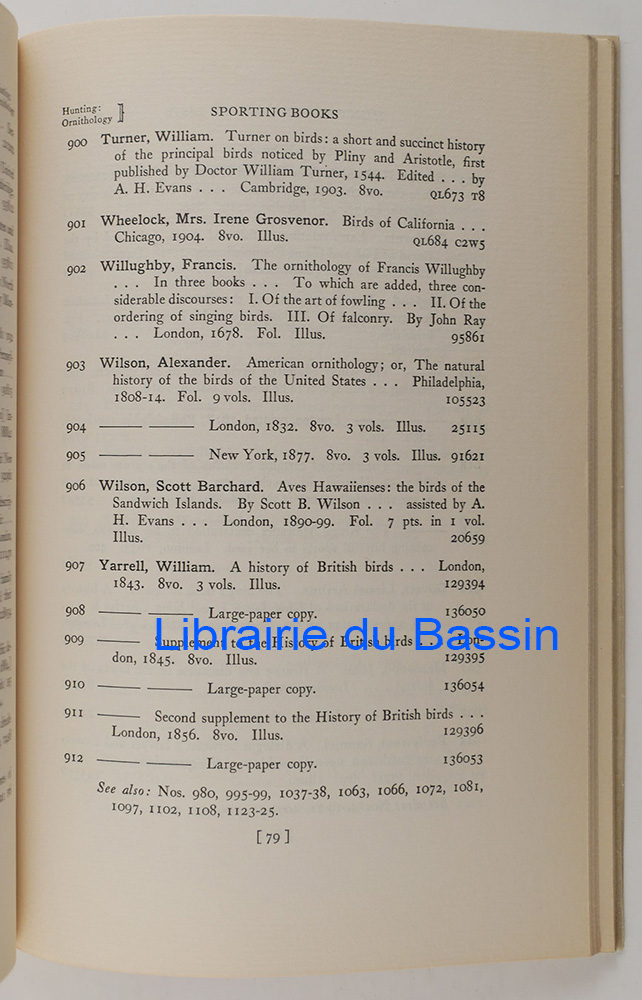 Hunting:
Ornithology
SPORTING BOOKS
900 Turner, William. Turner on birds: a short and succinct history
of the principal birds noticed by Pliny and Aristotle, first
published by Doctor William Turner, 1544. Edited . . . by
A. H. Evans . . . Cambridge, 1903. 8vo. QL673 T8
901 Wheelock, Mrs. Irene Grosvenor. Birds of California . . .
Chicago, 1904. 8vo. Illus. QL684 C2W5
902 Willughby, Francis. The ornithology of Francis Willughby
. . . In three books . . . To which are added, three con-
siderable discourses: I. Of the art of fowling . . . II. Of the
ordering of singing birds. III. Of falconry. By John Ray
. . . London, 1678. Fol. Illus. 95861
903 Wilson, Alexander. American ornithology; or, The natural
history of the birds of the United States . . . Philadelphia,
1808-14. Fol. 9 vols. Illus. 105523
904 —— —— London, 1832. 8vo. 3 vols. Illus. 25115
905 —— —— New York, 1877. 8vo. 3 vols. Illus. 91621
906 Wilson, Scott Barchard. Aves Hawaiienses: the birds of the
Sandwich Islands. By Scott B. Wilson . . . assisted by A.
H. Evans . . . London, 1890-99. Fol. 7 pts. in 1 vol.
Illus. 20659
907 Yarrell, William. A history of British birds . . . London,
1843. 8vo. 3 vols. Illus. 129394
908 —— —— Large-paper copy. 136050
Librairie du Bassin
909 —— Supplement to the History of British birds . . . Lon-
don, 1845. 8vo. Illus. 129395
910 —— —— Large-paper copy. 136054
911 —— Second supplement to the History of British birds . . .
London, 1856. 8vo. Illus. 129396
912 —— —— Large-paper copy. 136053
See also: Nos. 980, 995-99, 1037-38, 1063, 1066, 1072, 1081,
1097, 1102, 1108, 1123-25.
[ 79 ]